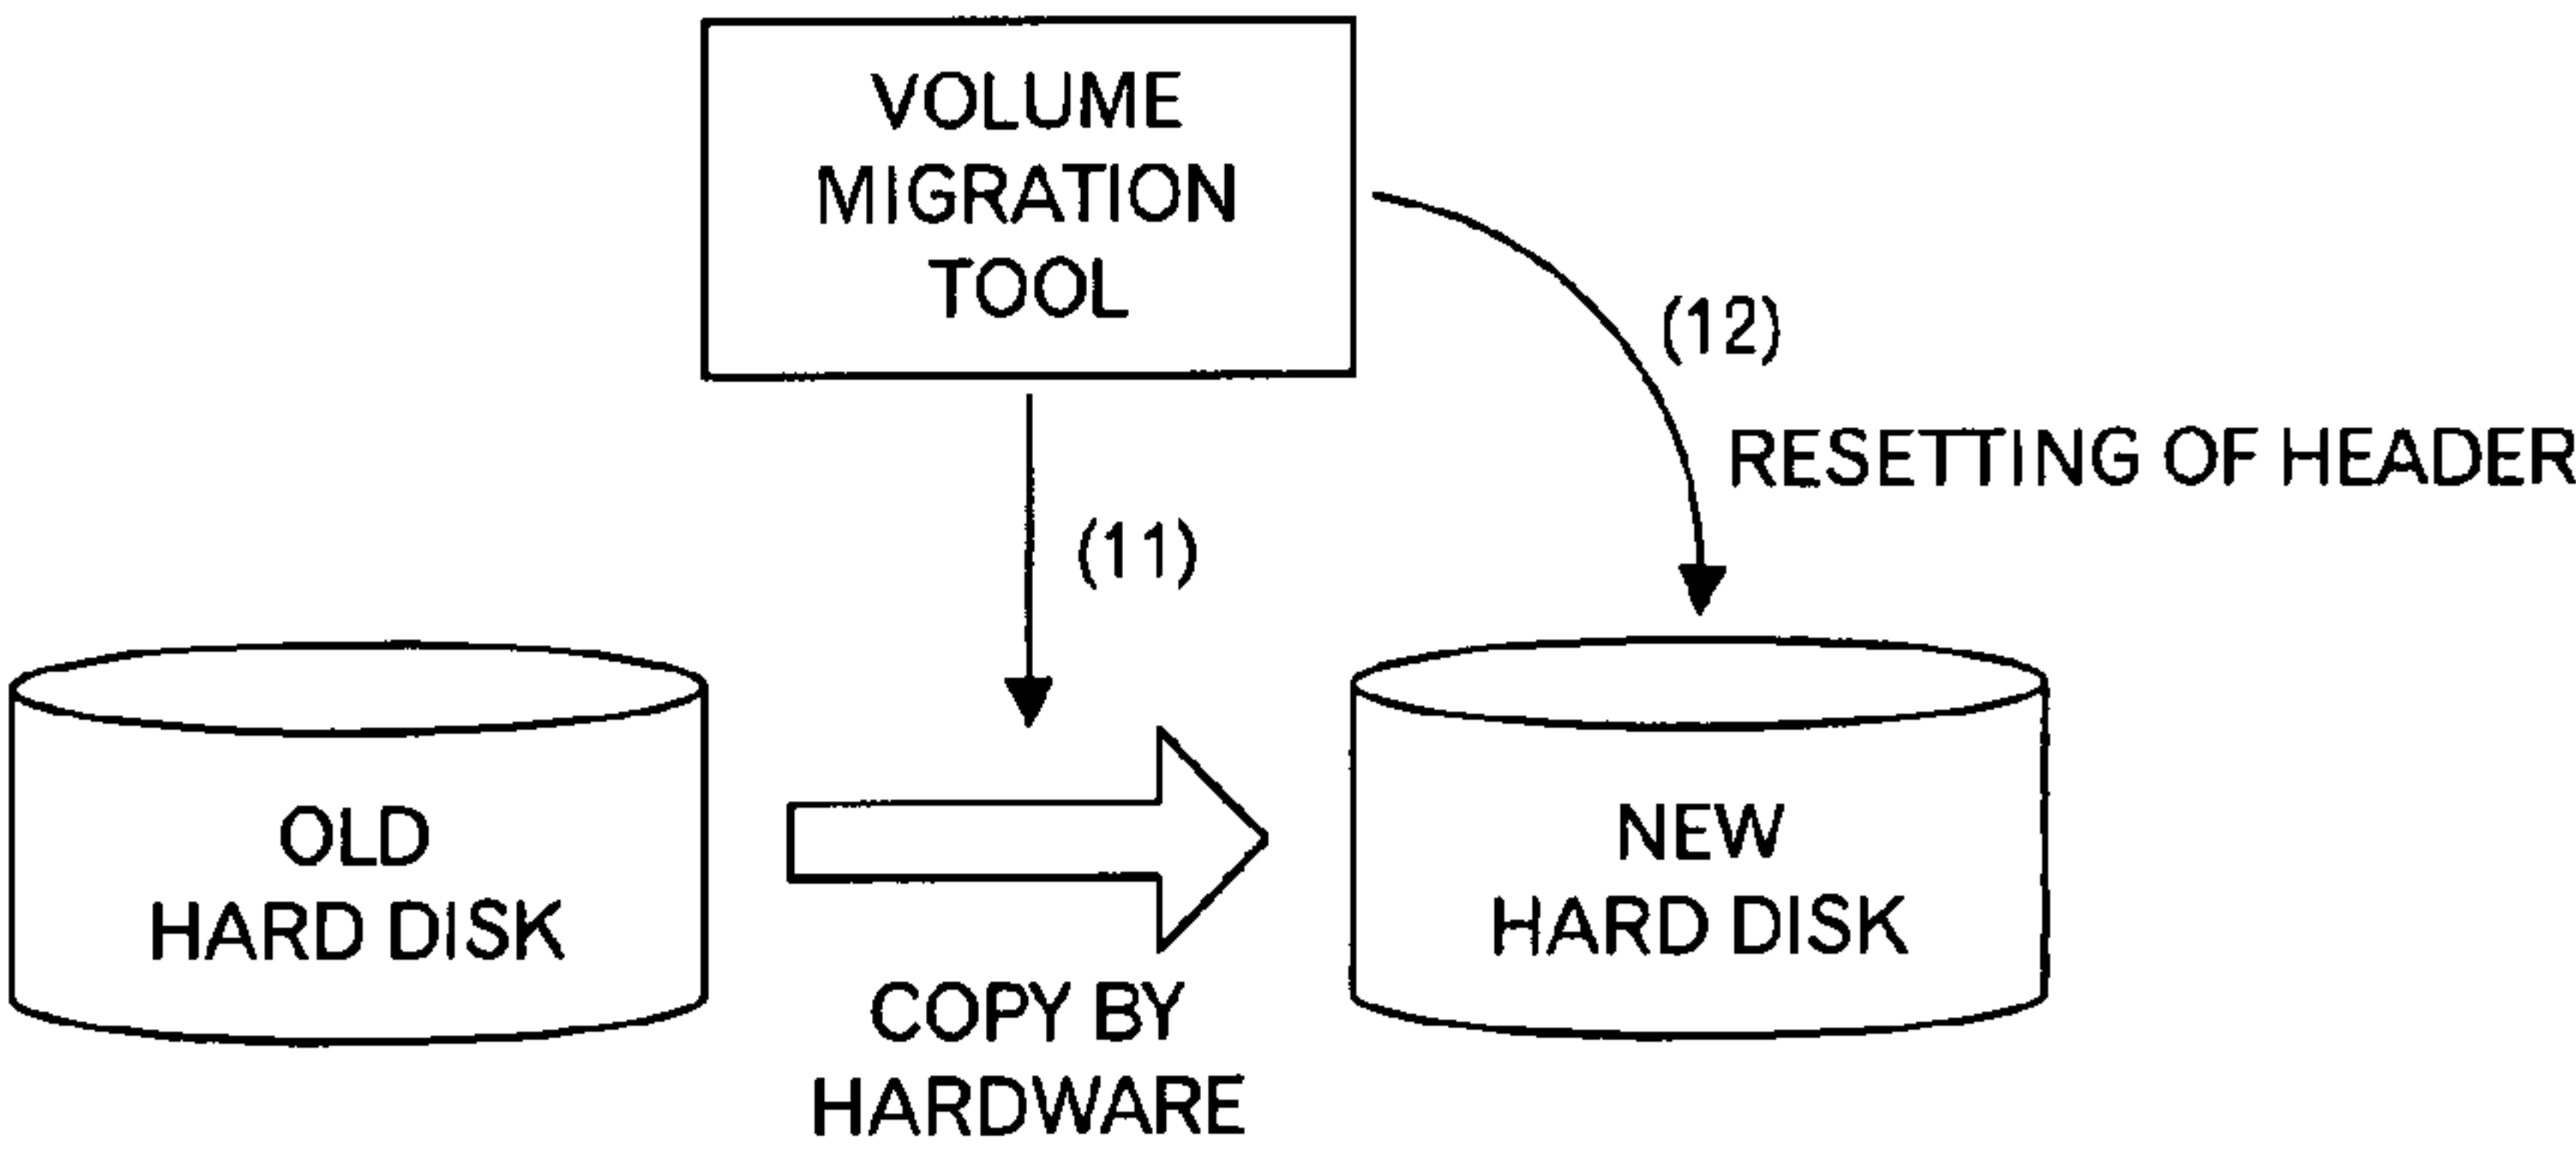 VOLUME
MIGRATION
TOOL
(12)
RESETTING OF HEADER
(11)
OLD
HARD DISK
NEW
HARD DISK
COPY BY
HARDWARE